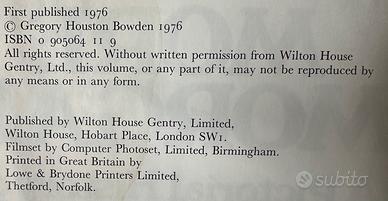 First published 1976
© Gregory Houston Bowden 1976
ISBN 0 905064 11 9
All rights reserved. Without written permission from Wilton House
Gentry, Ltd., this volume, or any part of it, may not be reproduced by
any means or in any form.
Published by Wilton House Gentry, Limited,
Wilton House, Hobart Place, London SW1.
Filmset by Computer Photoset, Limited, Birmingham.
Printed in Great Britain by
Lowe & Brydone Printers Limited,
Thetford, Norfolk.
subito